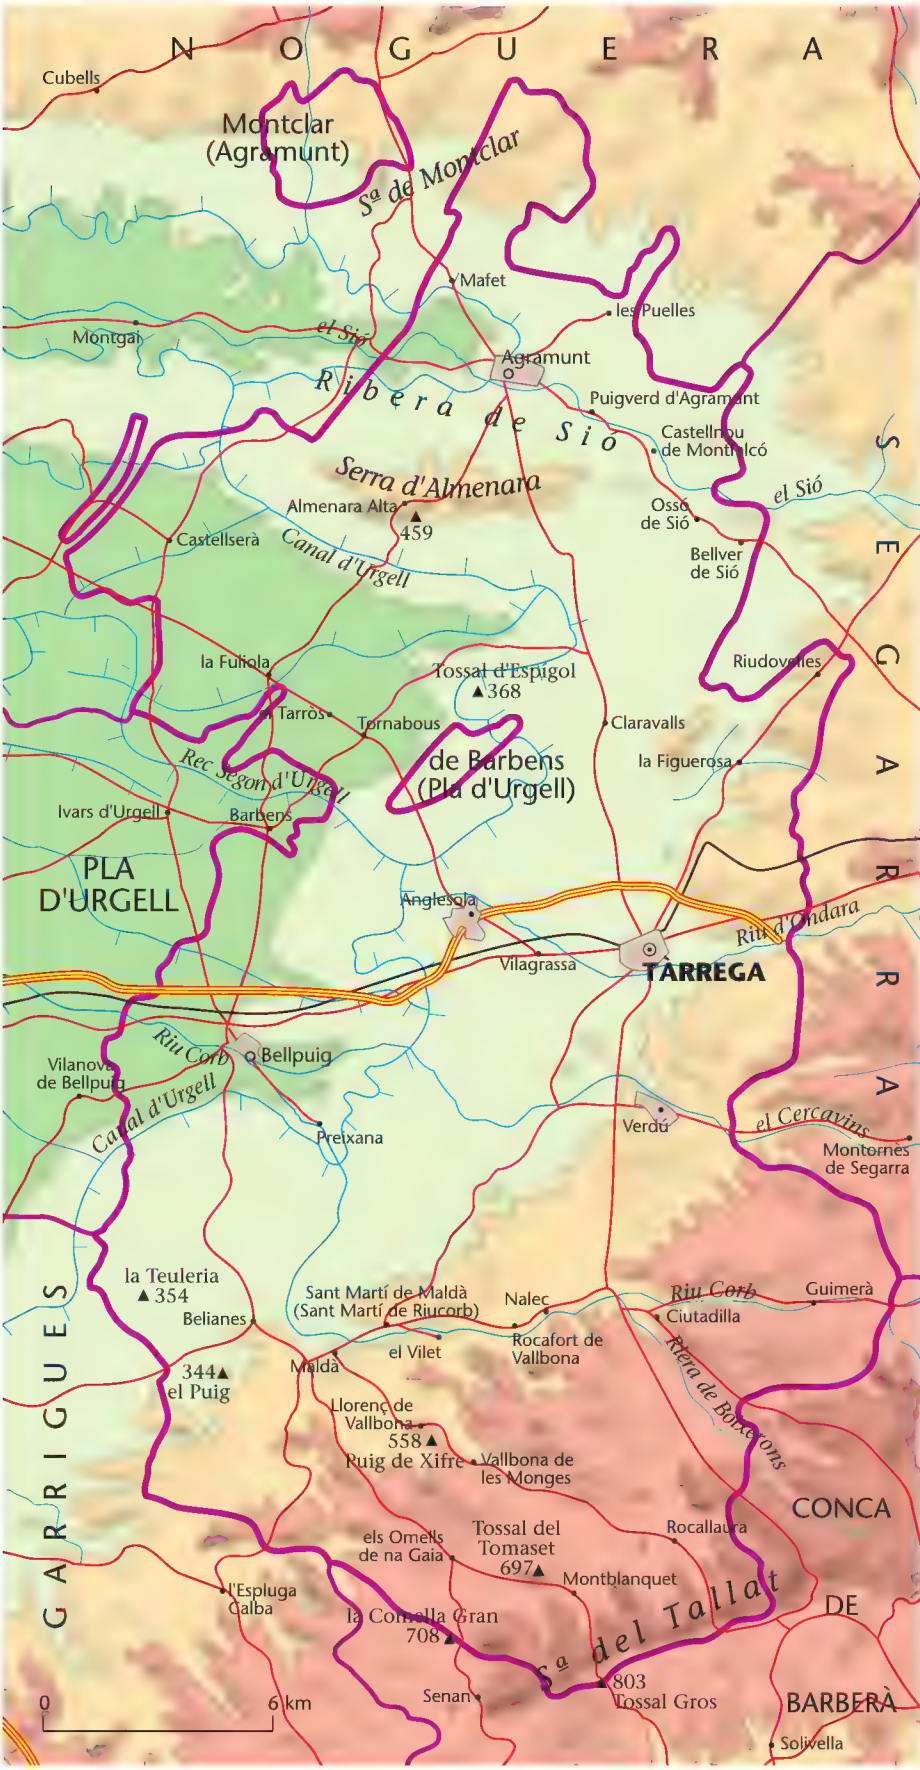 N O G U E R A
Cubells
Montclar
(Agramunt)
Sª de Montclar
Mafet
les Puelles
Montgai
el Sió
Agramunt
Ribera de Sió
Puigverd d'Agramunt
Castellnou
de Montfalcó
Serra d'Almenara
Almenara Alta
459
el Sió
Ossó
de Sió
Castellserà
Canal d'Urgell
Bellver
de Sió
SEGARRA
la Fuliola
Tossal d'Espígol
368
Riudovelles
Tarròs
Tornabous
Claravalls
Rec Segon d'Urgell
de Barbens
(Pla d'Urgell)
la Figuerosa
Ivars d'Urgell
Barbens
PLA
D'URGELL
Anglesola
Riu d'Ondara
Vilagrassa
TÀRREGA
Riu Corb
Bellpuig
Vilanova
de Bellpuig
Canal d'Urgell
Preixana
Verdú
el Cercavins
Montornès
de Segarra
GARRIGUES
la Teuleria
354
Sant Martí de Maldà
(Sant Martí de Riucorb)
Nalec
Riu Corb
Guimerà
Belianes
Ciutadilla
el Vilet
Rocafort de
Vallbona
Maldà
344
el Puig
Riera de Boixerons
Llorenç de
Vallbona
558
Puig de Xifre
Vallbona de
les Monges
CONCA
els Omells
de na Gaia
Tossal del
Tomaset
697
Rocallaura
Montblanquet
l'Espluga
Calba
la Comella Gran
708
Sª del Tallat
DE
803
Tossal Gros
Senan
BARBERÀ
0 6 km
Solivella